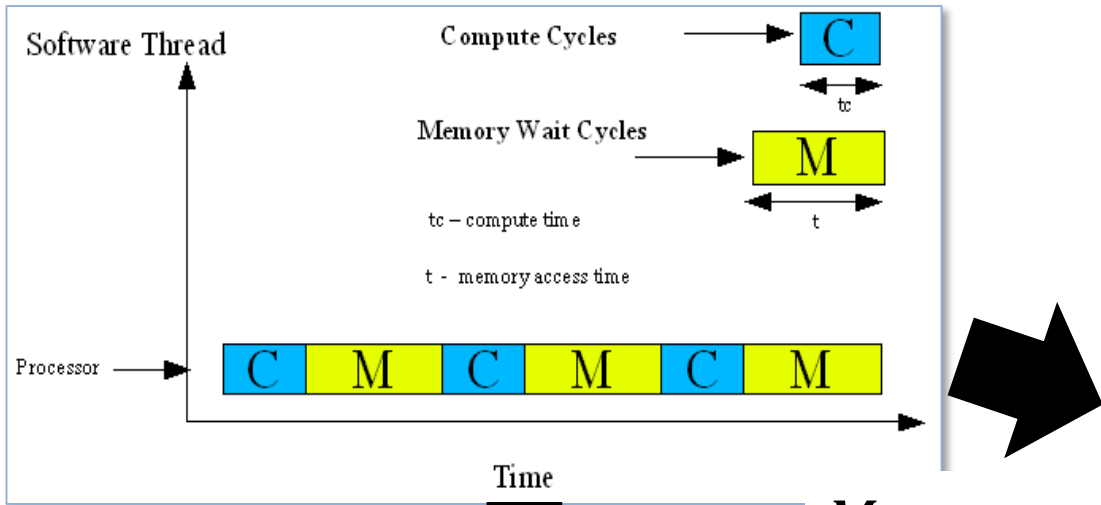 Software Thread
Compute Cycles
C
tc
Memory Wait Cycles
M
t
tc – compute time
t - memory access time
Processor
C M C M C M
Time